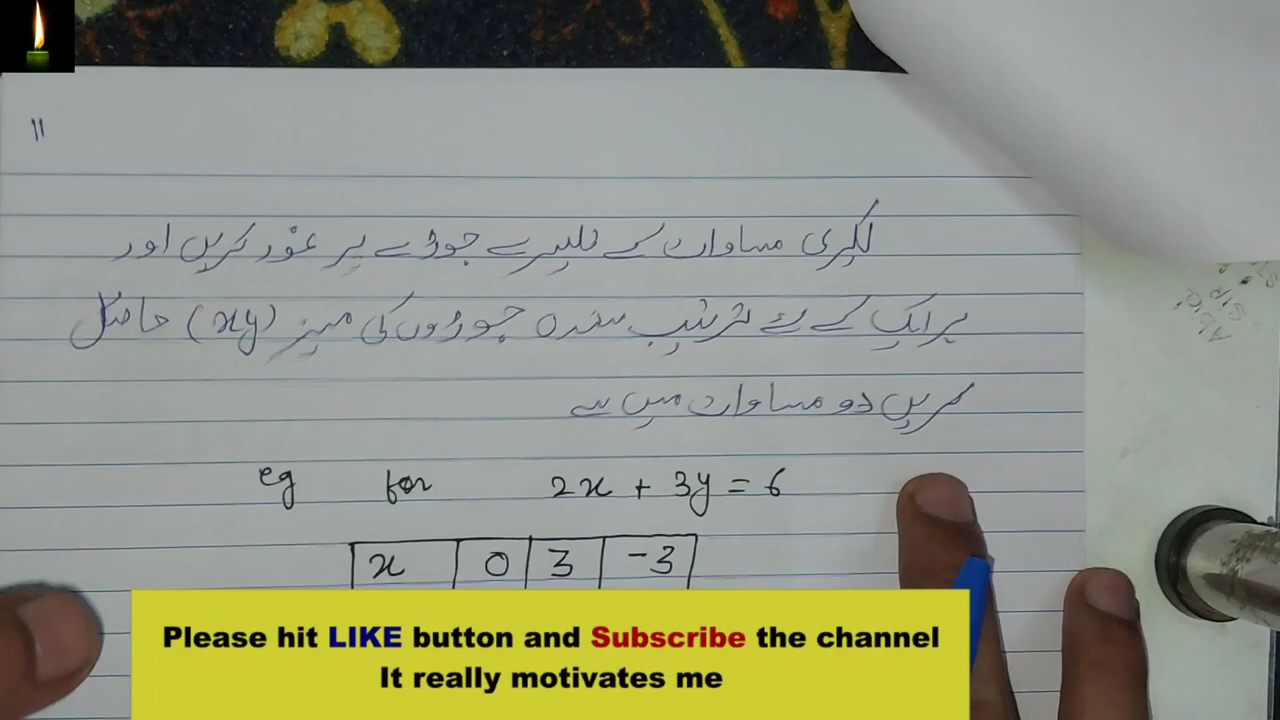 11
لکیری مساوات کے پہلے جوڑے پر غور کریں اور
ہر ایک کے لئے ترتیب شدہ جوڑوں کی میز (xy) حاصل
کریں دو مساوات میں سے
eg for 2x + 3y = 6
x 0 3 -3
Please hit LIKE button and Subscribe the channel
It really motivates me